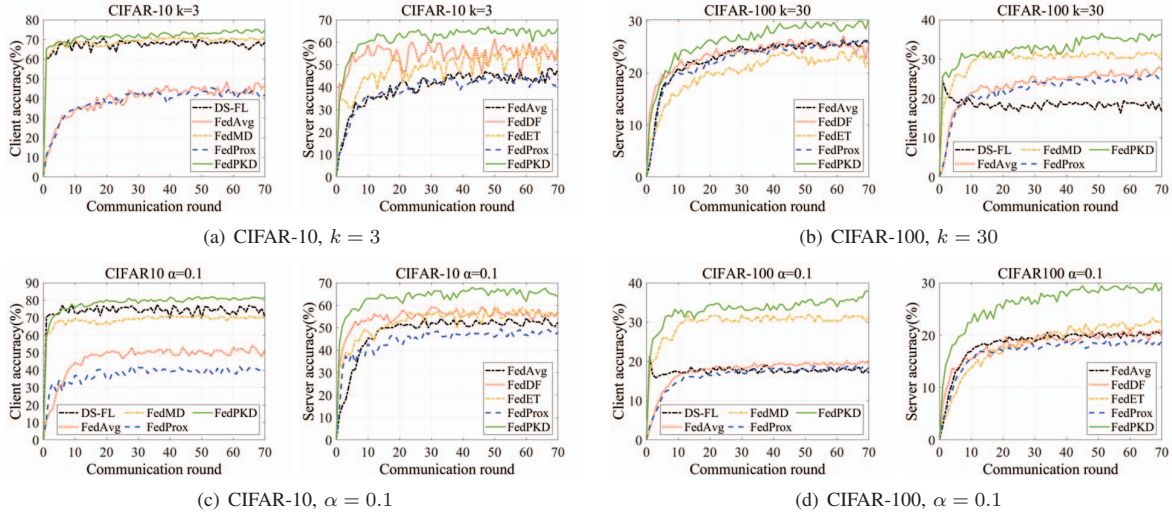 CIFAR-10 k=3
Client accuracy(%)
80
70
60
50
40
30
20
10
0
DS-FL
FedAvg
FedMD
FedProx
FedPKD
0 10 20 30 40 50 60 70
Communication round
CIFAR-10 k=3
Server accuracy(%)
70
60
50
40
30
20
10
0
FedAvg
FedDF
FedET
FedProx
FedPKD
0 10 20 30 40 50 60 70
Communication round
(a) CIFAR-10, k = 3
CIFAR-100 k=30
Server accuracy(%)
30
20
10
0
FedAvg
FedDF
FedET
FedProx
FedPKD
0 10 20 30 40 50 60 70
Communication round
CIFAR-100 k=30
Client accuracy(%)
40
30
20
10
0
DS-FL FedMD FedPKD
FedAvg FedProx
0 10 20 30 40 50 60 70
Communication round
(b) CIFAR-100, k = 30
CIFAR10 α=0.1
Client accuracy(%)
90
80
70
60
50
40
30
20
10
0
DS-FL FedMD FedPKD
FedAvg FedProx
0 10 20 30 40 50 60 70
Communication round
CIFAR-10 α=0.1
Server accuracy(%)
70
60
50
40
30
20
10
0
FedAvg
FedDF
FedET
FedProx
FedPKD
0 10 20 30 40 50 60 70
Communication round
(c) CIFAR-10, α = 0.1
CIFAR-100 α=0.1
Client accuracy(%)
40
30
20
10
0
DS-FL FedMD FedPKD
FedAvg FedProx
0 10 20 30 40 50 60 70
Communication round
CIFAR100 α=0.1
Server accuracy(%)
30
20
10
0
FedAvg
FedDF
FedET
FedProx
FedPKD
0 10 20 30 40 50 60 70
Communication round
(d) CIFAR-100, α = 0.1